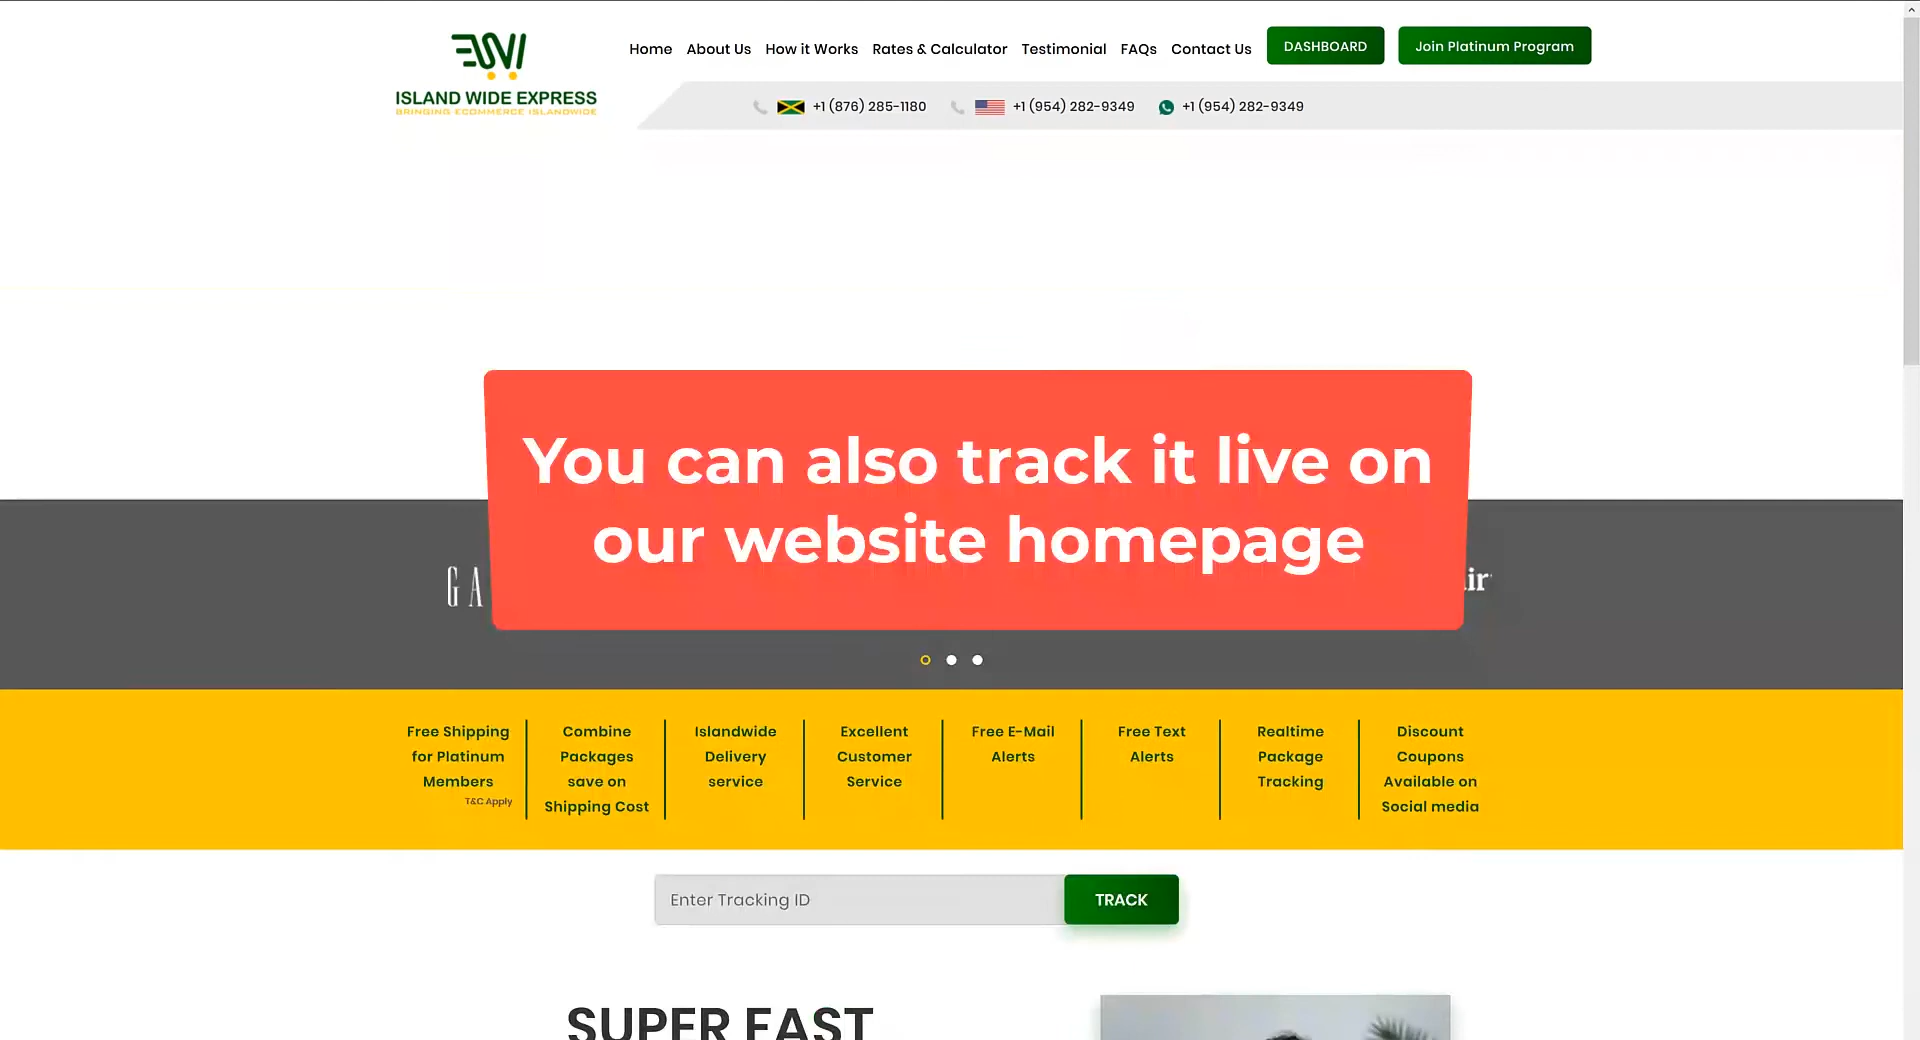 Home About Us How it Works Rates & Calculator Testimonial FAQs Contact Us DASHBOARD Join Platinum Program
ISLAND WIDE EXPRESS
BRINGING ECOMMERCE ISLANDWIDE
+1 (876) 285-1180 +1 (954) 282-9349 +1 (954) 282-9349
You can also track it live on
our website homepage
G A
ir
Free Shipping
for Platinum
Members
T&C Apply
Combine
Packages
save on
Shipping Cost
Islandwide
Delivery
service
Excellent
Customer
Service
Free E-Mail
Alerts
Free Text
Alerts
Realtime
Package
Tracking
Discount
Coupons
Available on
Social media
Enter Tracking ID TRACK
SUPER FAST